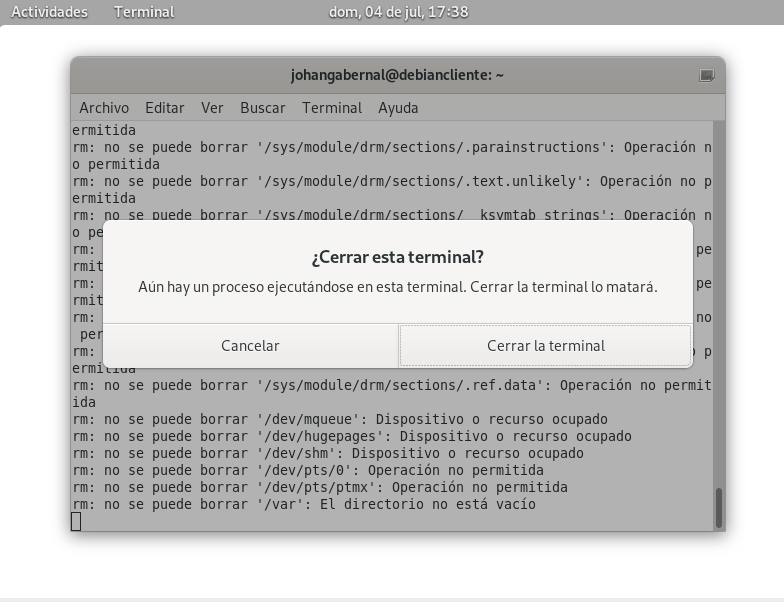 Actividades Terminal dom, 04 de jul, 17:38
johangabernal@debiancliente: ~
Archivo Editar Ver Buscar Terminal Ayuda
ermitida
rm: no se puede borrar '/sys/module/drm/sections/.parainstructions': Operación n
o permitida
rm: no se puede borrar '/sys/module/drm/sections/.text.unlikely': Operación no p
ermitida
rm: no se puede borrar '/sys/module/drm/sections/__ksymtab_strings': Operación n
o pe
rm: pe
rmit
rm: pe
rmit
rm: no
per
rm: o p
ermitida
¿Cerrar esta terminal?
Aún hay un proceso ejecutándose en esta terminal. Cerrar la terminal lo matará.
Cancelar Cerrar la terminal
rm: no se puede borrar '/sys/module/drm/sections/.ref.data': Operación no permit
ida
rm: no se puede borrar '/dev/mqueue': Dispositivo o recurso ocupado
rm: no se puede borrar '/dev/hugepages': Dispositivo o recurso ocupado
rm: no se puede borrar '/dev/shm': Dispositivo o recurso ocupado
rm: no se puede borrar '/dev/pts/0': Operación no permitida
rm: no se puede borrar '/dev/pts/ptmx': Operación no permitida
rm: no se puede borrar '/var': El directorio no está vacío